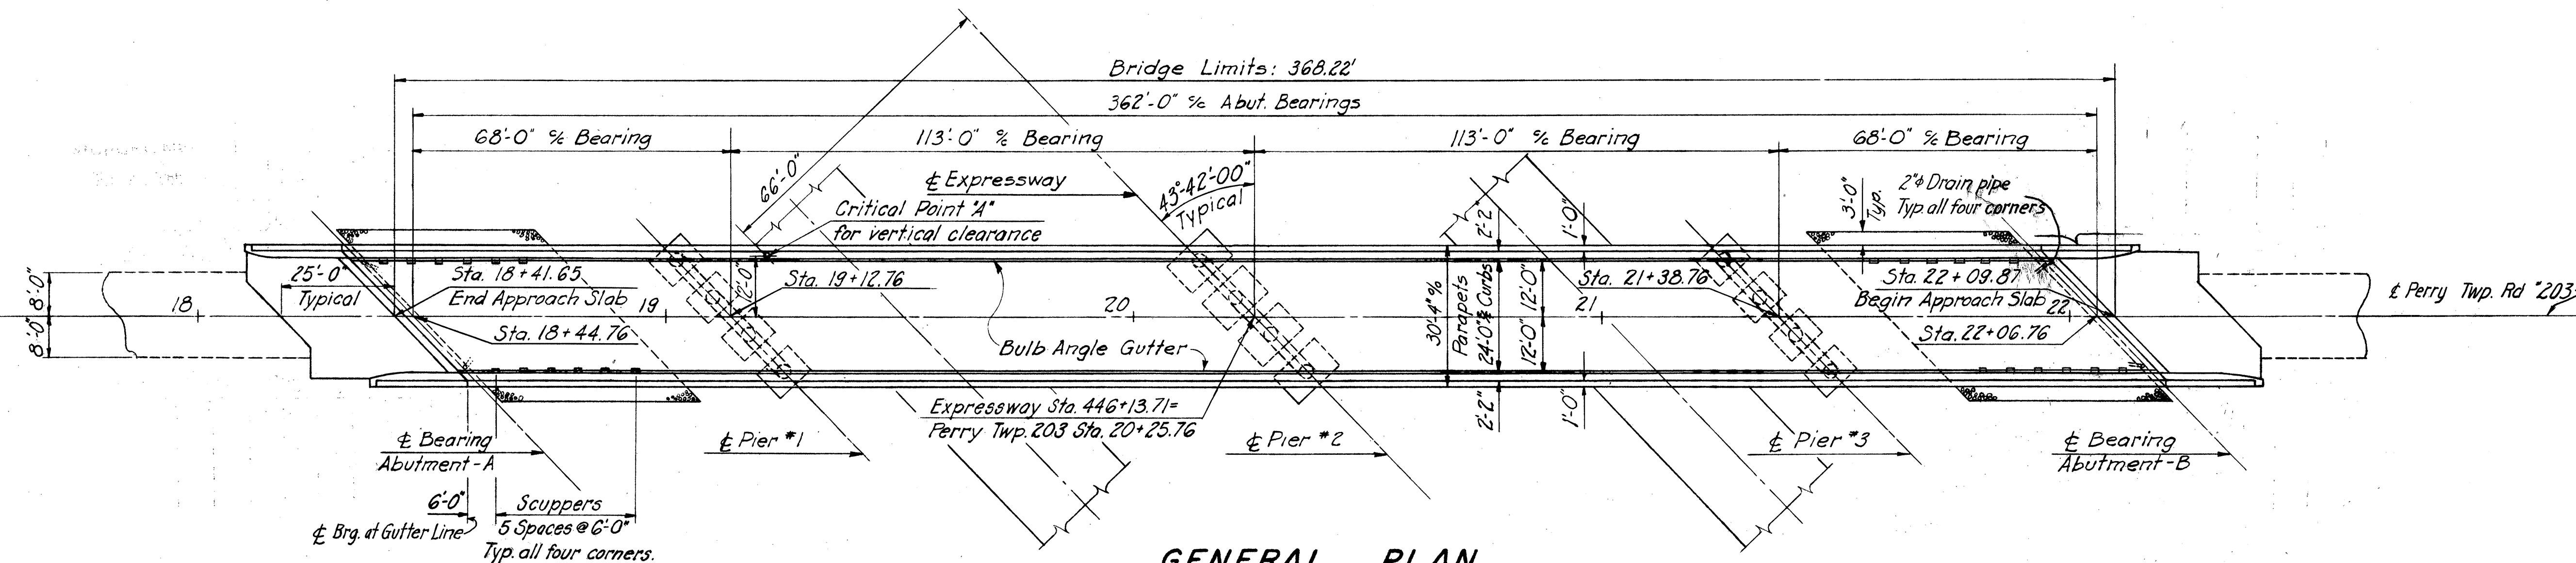 Bridge Limits: 368.22'
362'-0" c/c Abut. Bearings
68'-0" c/c Bearing
113'-0" c/c Bearing
113'-0" c/c Bearing
68'-0" c/c Bearing
66'-0"
℄ Expressway
43°-42'-00"
Typical
Critical Point "A"
for vertical clearance
2'-2"
1'-0"
3'-0"
Typ.
2"φ Drain pipe
Typ. all four corners
8'-0"
8'-0"
18
25'-0"
Typical
Sta. 18+41.65
End Approach Slab
19
Sta. 18+44.76
12'-0"
Sta. 19+12.76
20
Bulb Angle Gutter
30'-4" %
Parapets
24'-0" % Curbs
12'-0"
12'-0"
Sta. 21+38.76
21
Sta. 22+09.87
Begin Approach Slab
22
Sta. 22+06.76
℄ Perry Twp. Rd "203
Expressway Sta. 446+13.71=
Perry Twp. 203 Sta. 20+25.76
2'-2"
1'-0"
℄ Bearing
Abutment-A
℄ Pier #1
℄ Pier #2
℄ Pier #3
℄ Bearing
Abutment-B
6'-0"
℄ Brg. at Gutter Line
Scuppers
5 Spaces @ 6'-0"
Typ. all four corners.
GENERAL PLAN